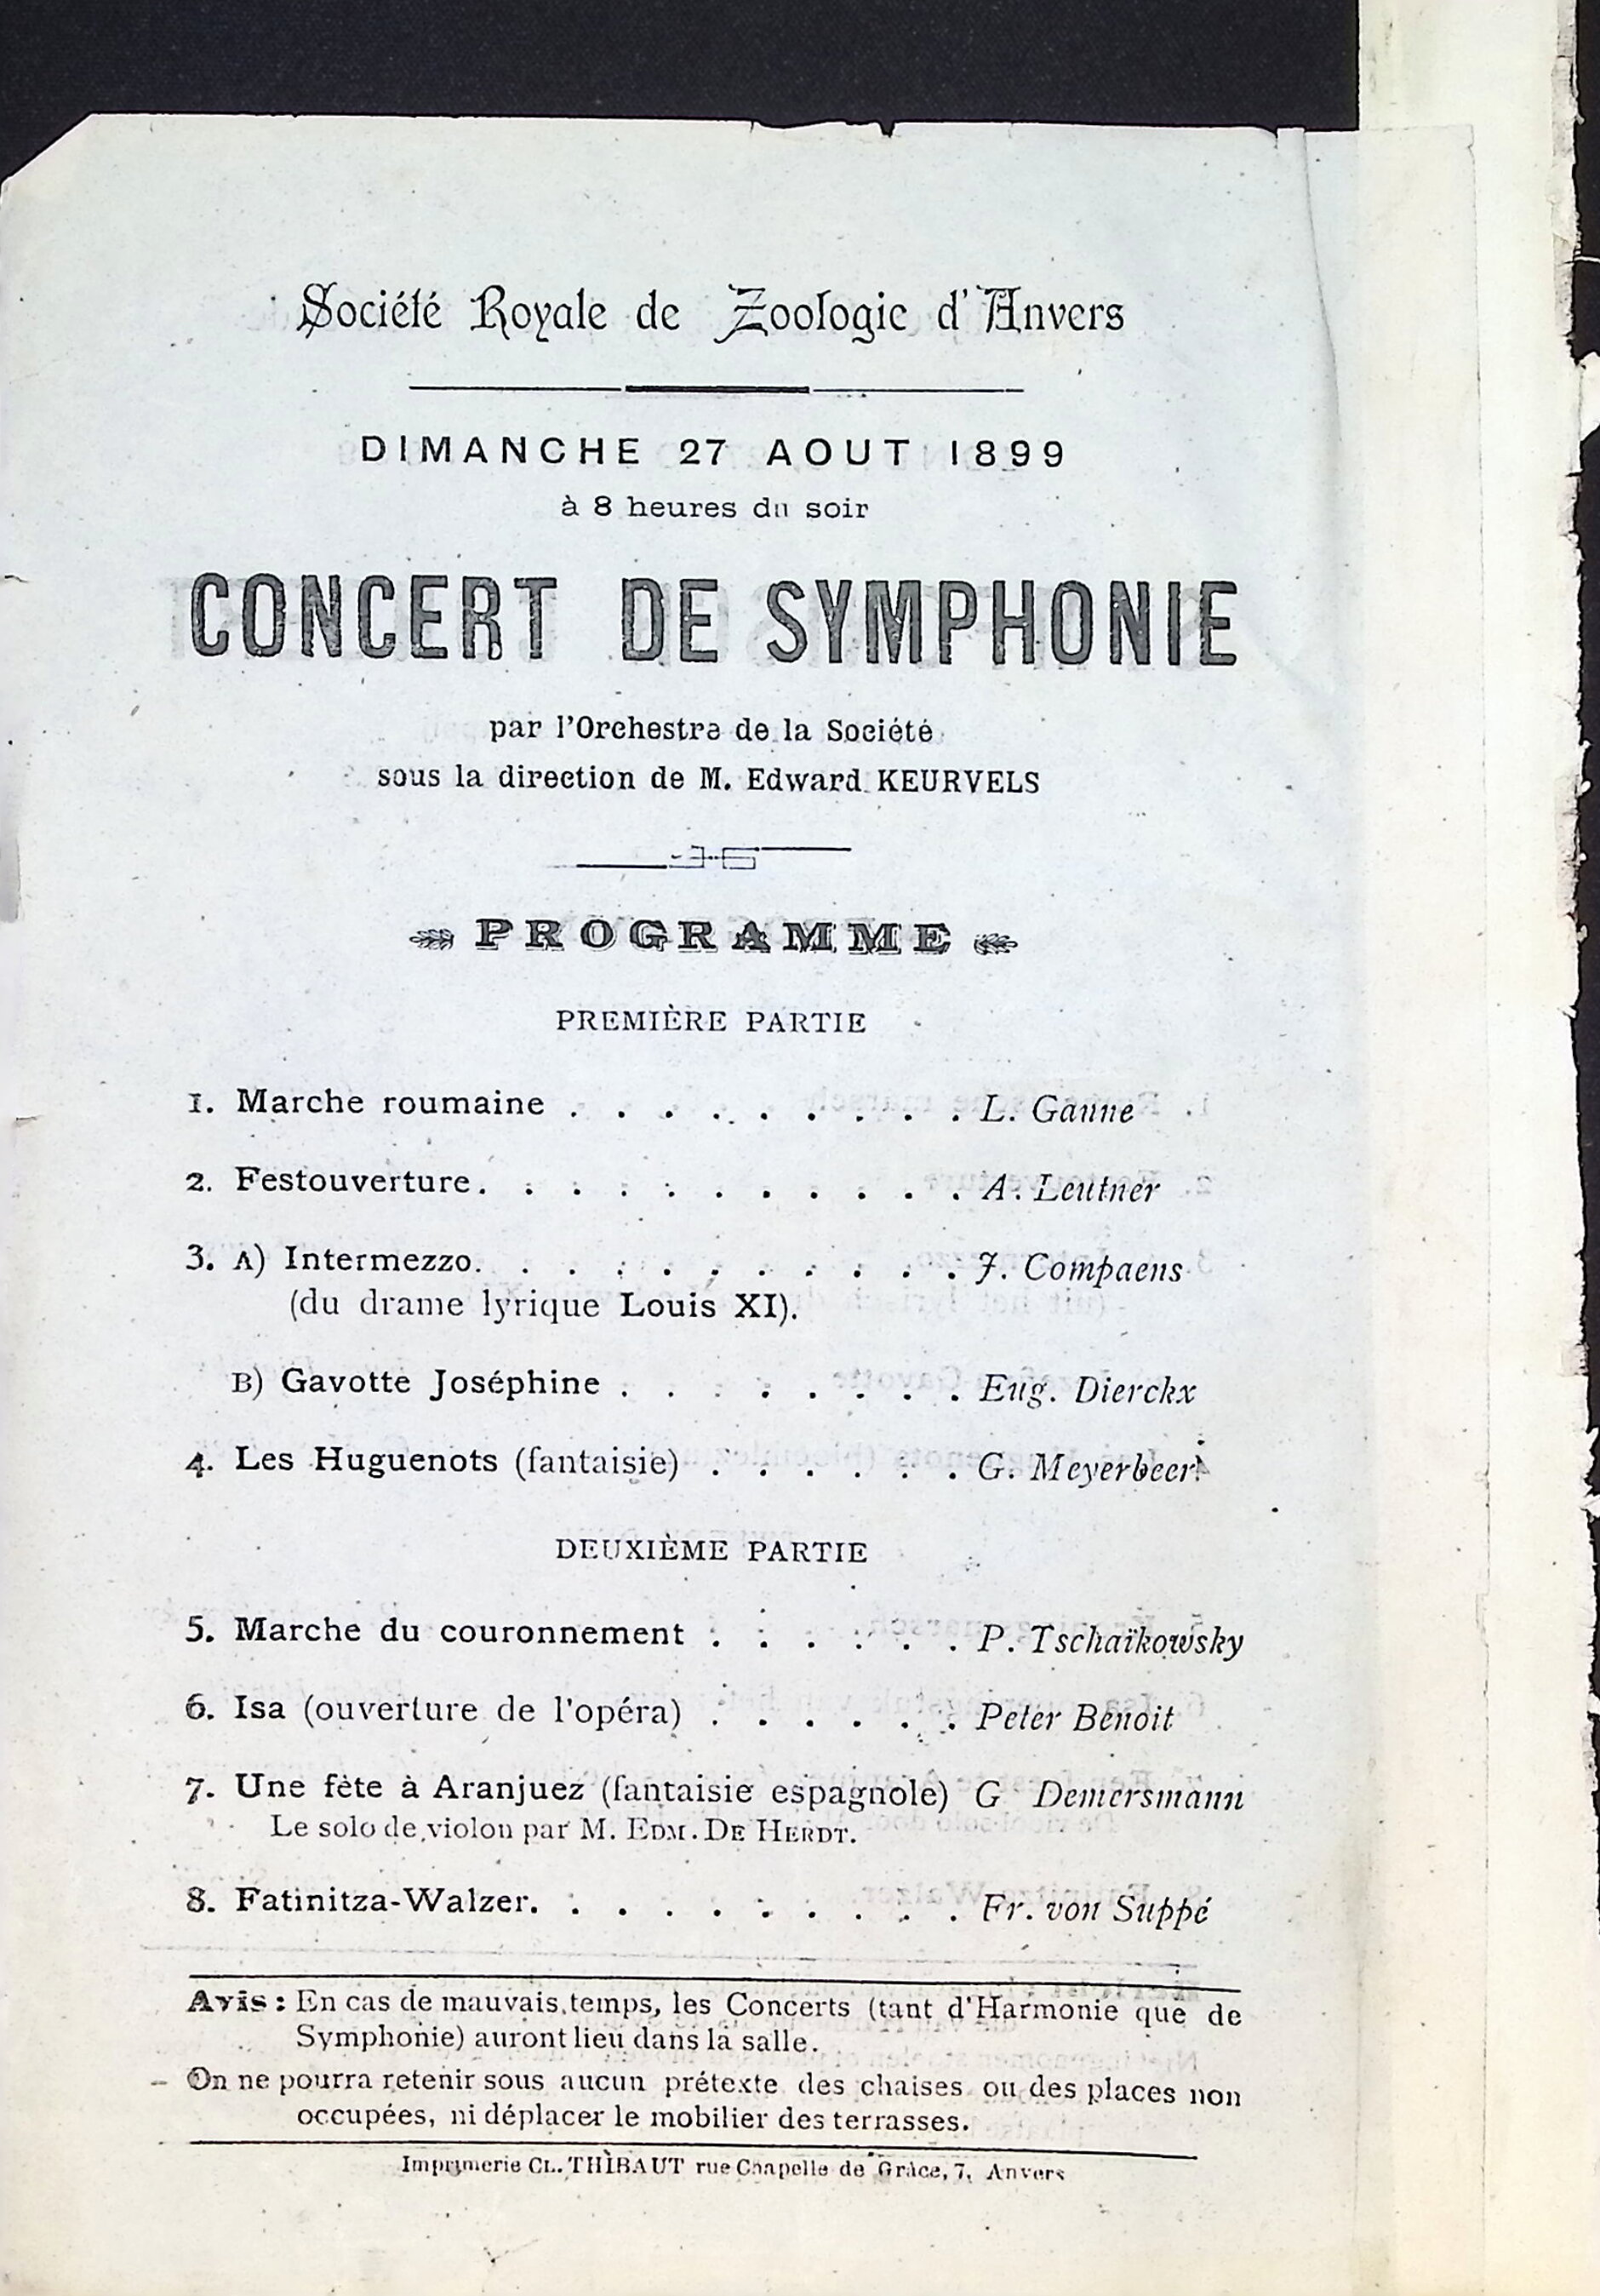 Société Royale de Zoologie d'Anvers
DIMANCHE 27 AOUT 1899
à 8 heures du soir
CONCERT DE SYMPHONIE
par l'Orchestre de la Société
sous la direction de M. Edward KEURVELS
PROGRAMME
PREMIÈRE PARTIE
1. Marche roumaine . . . . . . . . . L. Ganne
2. Festouverture. . . . . . . . . . . A. Leutner
3. A) Intermezzo. . . . . . . . . . . J. Compaens
(du drame lyrique Louis XI).
B) Gavotte Joséphine . . . . . . . . Eug. Dierckx
4. Les Huguenots (fantaisie) . . . . . . G. Meyerbeer
DEUXIÈME PARTIE
5. Marche du couronnement . . . . . . P. Tschaïkowsky
6. Isa (ouverture de l'opéra) . . . . . . Peter Benoit
7. Une fète à Aranjuez (fantaisie espagnole) G Demersmann
Le solo de violon par M. EDM. DE HERDT.
8. Fatinitza-Walzer. . . . . . . . . . Fr. von Suppé
Avis : En cas de mauvais temps, les Concerts (tant d'Harmonie que de
Symphonie) auront lieu dans la salle.
On ne pourra retenir sous aucun prétexte des chaises ou des places non
occupées, ni déplacer le mobilier des terrasses.
Imprimerie CL. THIBAUT rue Chapelle de Grâce, 7, Anvers